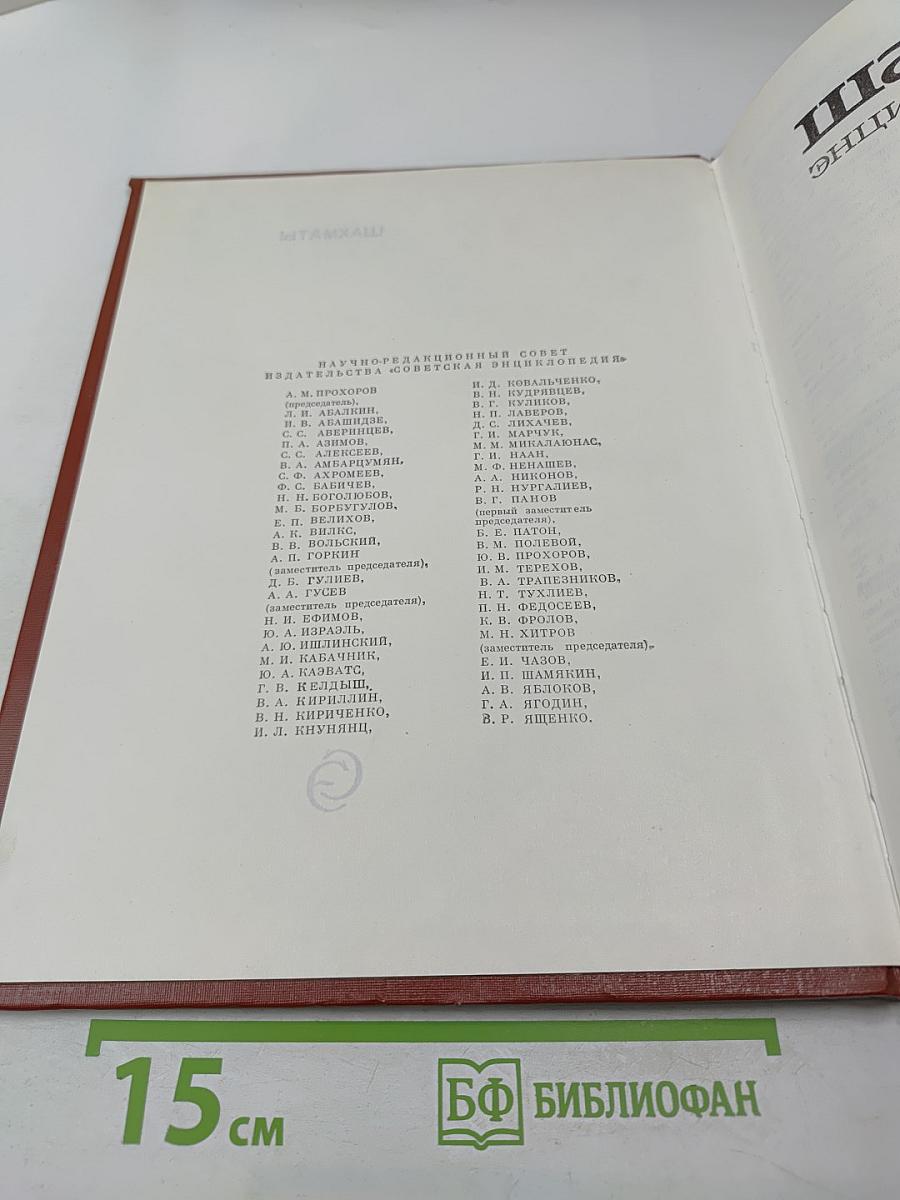 ШАХМАТЫ
НАУЧНО-РЕДАКЦИОННЫЙ СОВЕТ
ИЗДАТЕЛЬСТВА «СОВЕТСКАЯ ЭНЦИКЛОПЕДИЯ»
А. М. ПРОХОРОВ
(председатель),
Л. И. АБАЛКИН,
И. В. АБАШИДЗЕ,
С. С. АВЕРИНЦЕВ,
П. А. АЗИМОВ,
С. С. АЛЕКСЕЕВ,
В. А. АМБАРЦУМЯН,
С. Ф. АХРОМЕЕВ,
Ф. С. БАБИЧЕВ,
Н. Н. БОГОЛЮБОВ,
М. Б. БОРБУГУЛОВ,
Е. П. ВЕЛИХОВ,
А. К. ВИЛКС,
В. В. ВОЛЬСКИЙ,
А. П. ГОРКИН
(заместитель председателя),
Д. Б. ГУЛИЕВ,
А. А. ГУСЕВ
(заместитель председателя),
Н. И. ЕФИМОВ,
Ю. А. ИЗРАЭЛЬ,
А. Ю. ИШЛИНСКИЙ,
М. И. КАБАЧНИК,
Ю. А. КАЭВАТС,
Г. В. КЕЛДЫШ,
В. А. КИРИЛЛИН,
В. Н. КИРИЧЕНКО,
И. Л. КНУНЯНЦ,
И. Д. КОВАЛЬЧЕНКО,
В. Н. КУДРЯВЦЕВ,
В. Г. КУЛИКОВ,
Н. П. ЛАВЕРОВ,
Д. С. ЛИХАЧЕВ,
Г. И. МАРЧУК,
М. М. МИКАЛАЮНАС,
Г. И. НААН,
М. Ф. НЕНАШЕВ,
А. А. НИКОНОВ,
Р. Н. НУРГАЛИЕВ,
В. Г. ПАНОВ
(первый заместитель
председателя),
Б. Е. ПАТОН,
В. М. ПОЛЕВОЙ,
Ю. В. ПРОХОРОВ,
И. М. ТЕРЕХОВ,
В. А. ТРАПЕЗНИКОВ,
Н. Т. ТУХЛИЕВ,
П. Н. ФЕДОСЕЕВ,
К. В. ФРОЛОВ,
М. Н. ХИТРОВ
(заместитель председателя),
Е. И. ЧАЗОВ,
И. П. ШАМЯКИН,
А. В. ЯБЛОКОВ,
Г. А. ЯГОДИН,
В. Р. ЯЩЕНКО.
15 см
БФ БИБЛИОФАН